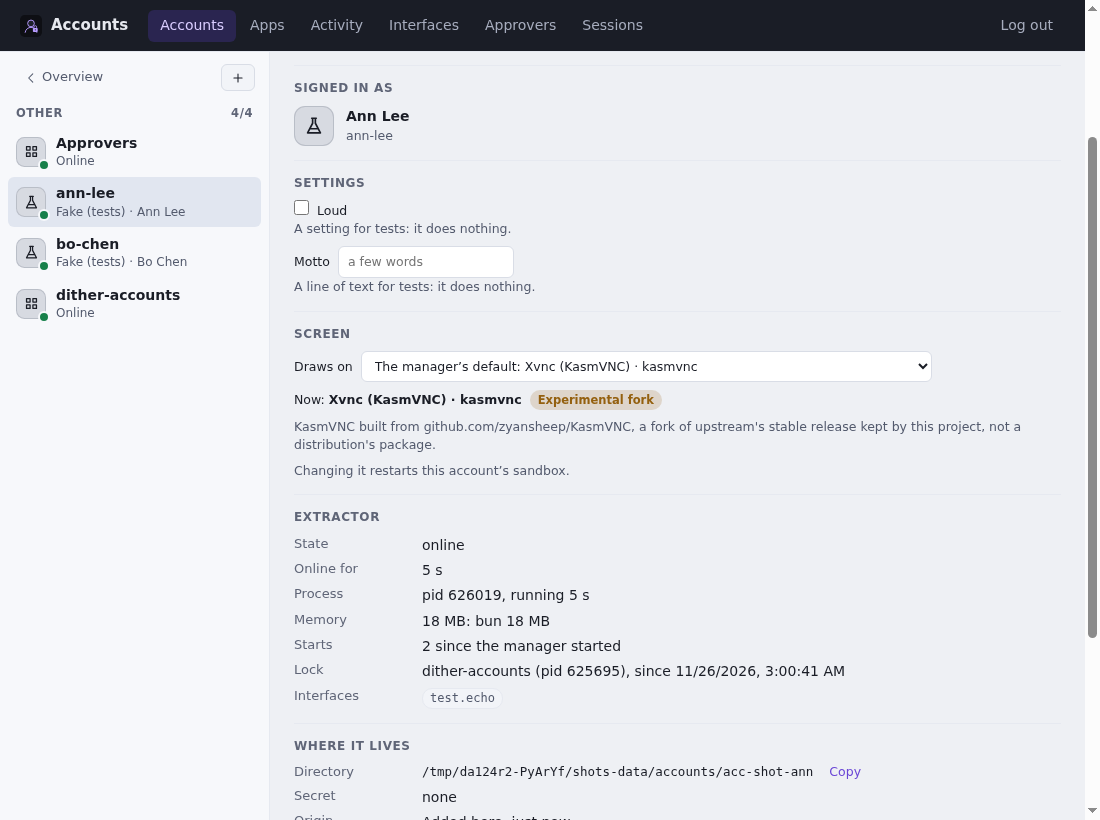 Accounts
Accounts
Apps
Activity
Interfaces
Approvers
Sessions
Log out
Overview
+
OTHER 4/4
Approvers
Online
ann-lee
Fake (tests) · Ann Lee
bo-chen
Fake (tests) · Bo Chen
dither-accounts
Online
SIGNED IN AS
Ann Lee
ann-lee
SETTINGS
Loud
A setting for tests: it does nothing.
Motto a few words
A line of text for tests: it does nothing.
SCREEN
Draws on The manager’s default: Xvnc (KasmVNC) · kasmvnc
Now: Xvnc (KasmVNC) · kasmvnc Experimental fork
KasmVNC built from github.com/zyansheep/KasmVNC, a fork of upstream's stable release kept by this project, not a
distribution's package.
Changing it restarts this account’s sandbox.
EXTRACTOR
State online
Online for 5 s
Process pid 626019, running 5 s
Memory 18 MB: bun 18 MB
Starts 2 since the manager started
Lock dither-accounts (pid 625695), since 11/26/2026, 3:00:41 AM
Interfaces test.echo
WHERE IT LIVES
Directory /tmp/da124r2-PyArYf/shots-data/accounts/acc-shot-ann Copy
Secret none
Origin Added here, just now